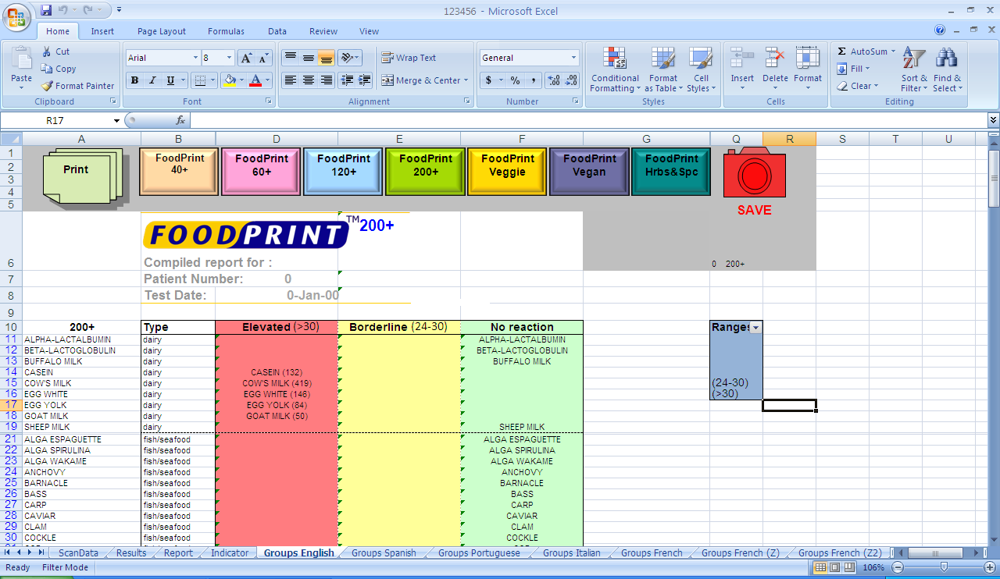 123456 - Microsoft Excel
Home Insert Page Layout Formulas Data Review View
Paste Cut Copy Format Painter Clipboard
Arial 8 A A B I U A Font
Wrap Text Merge & Center Alignment
General $ % , .00 Number
Conditional Formatting Format as Table Cell Styles Styles
Insert Delete Format Cells
Σ AutoSum Fill Clear Sort & Filter Find & Select Editing
R17 fx
A B D E F G Q R S T U
Print
FoodPrint 40+
FoodPrint 60+
FoodPrint 120+
FoodPrint 200+
FoodPrint Veggie
FoodPrint Vegan
FoodPrint Hrbs&Spc
SAVE
1
2
3
4
5
FOODPRINT ™ 200+
6 Compiled report for : 0 200+
7 Patient Number: 0
8 Test Date: 0-Jan-00
9
10 200+ Type Elevated (>30) Borderline (24-30) No reaction Ranges
11 ALPHA-LACTALBUMIN dairy ALPHA-LACTALBUMIN
12 BETA-LACTOGLOBULIN dairy BETA-LACTOGLOBULIN
13 BUFFALO MILK dairy BUFFALO MILK
14 CASEIN dairy CASEIN (132)
15 COW'S MILK dairy COW'S MILK (419) (24-30)
16 EGG WHITE dairy EGG WHITE (146) (>30)
17 EGG YOLK dairy EGG YOLK (84)
18 GOAT MILK dairy GOAT MILK (50)
19 SHEEP MILK dairy SHEEP MILK
21 ALGA ESPAGUETTE fish/seafood ALGA ESPAGUETTE
22 ALGA SPIRULINA fish/seafood ALGA SPIRULINA
23 ALGA WAKAME fish/seafood ALGA WAKAME
24 ANCHOVY fish/seafood ANCHOVY
25 BARNACLE fish/seafood BARNACLE
26 BASS fish/seafood BASS
27 CARP fish/seafood CARP
28 CAVIAR fish/seafood CAVIAR
29 CLAM fish/seafood CLAM
30 COCKLE fish/seafood COCKLE
ScanData Results Report Indicator Groups English Groups Spanish Groups Portuguese Groups Italian Groups French Groups French (Z) Groups French (Z2)
Ready Filter Mode 106%